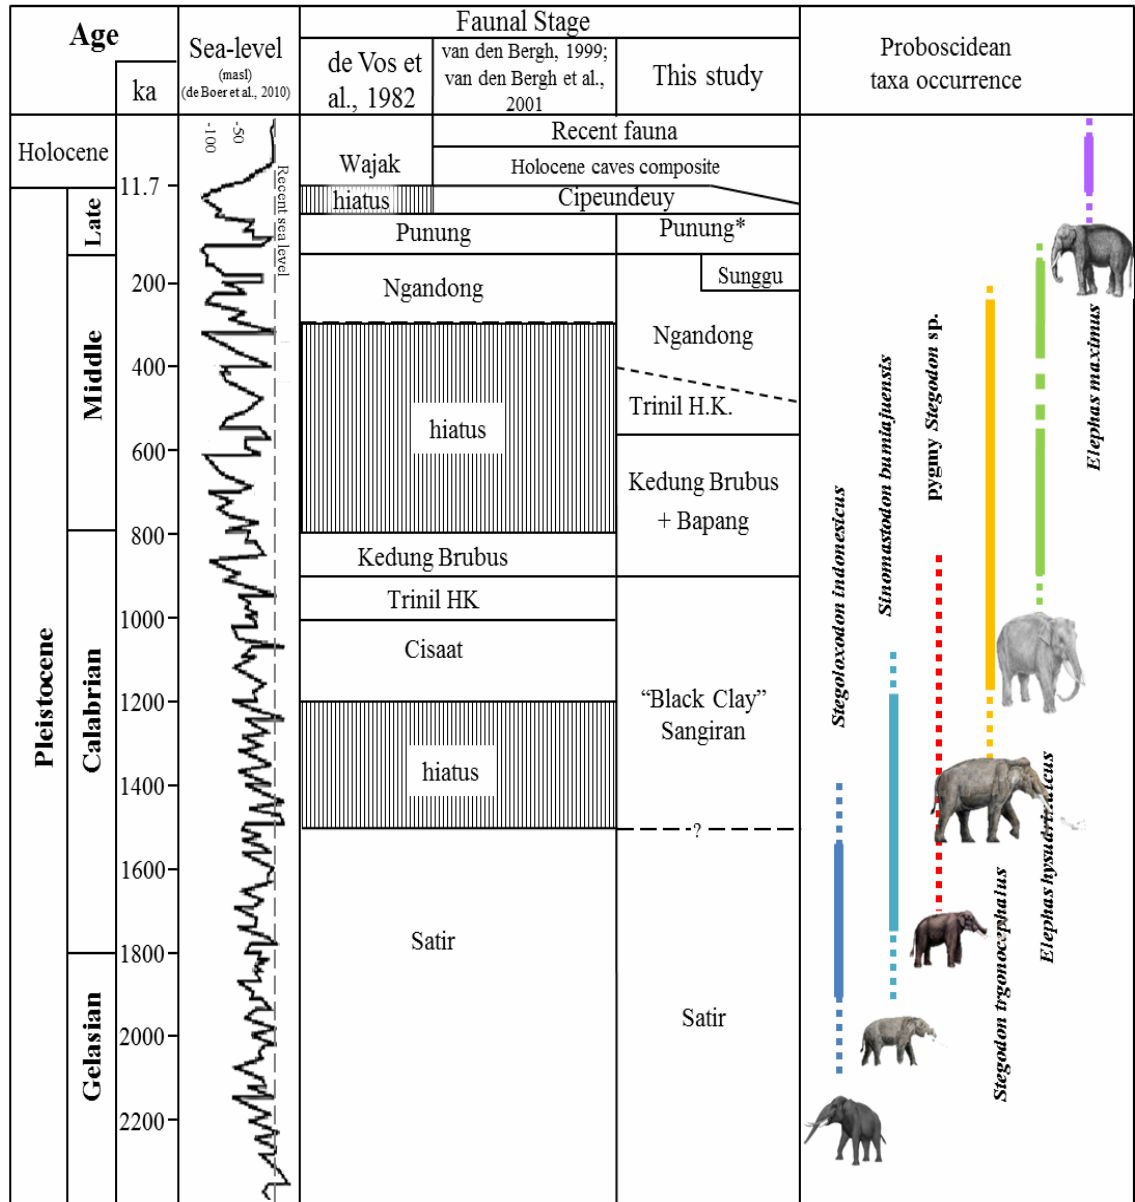 Age
ka
Sea-level
(masl)
(de Boer et al., 2010)
Faunal Stage
de Vos et
al., 1982
van den Bergh, 1999;
van den Bergh et al.,
2001
This study
Proboscidean
taxa occurrence
Holocene
Pleistocene
Late
Middle
Calabrian
Gelasian
11.7
200
400
600
800
1000
1200
1400
1600
1800
2000
2200
-100
-50
Recent sea level
Wajak
hiatus
Recent fauna
Holocene caves composite
Cipeundeuy
Punung
Punung*
Ngandong
Sunggu
Ngandong
hiatus
Trinil H.K.
Kedung Brubus
+ Bapang
Kedung Brubus
Trinil HK
Cisaat
hiatus
“Black Clay”
Sangiran
?
Satir
Satir
Stegoloxodon indonesicus
Sinomastodon bumiajuensis
pygmy Stegodon sp.
Stegodon trgonocephalus
Elephas hysudrindicus
Elephas maximus